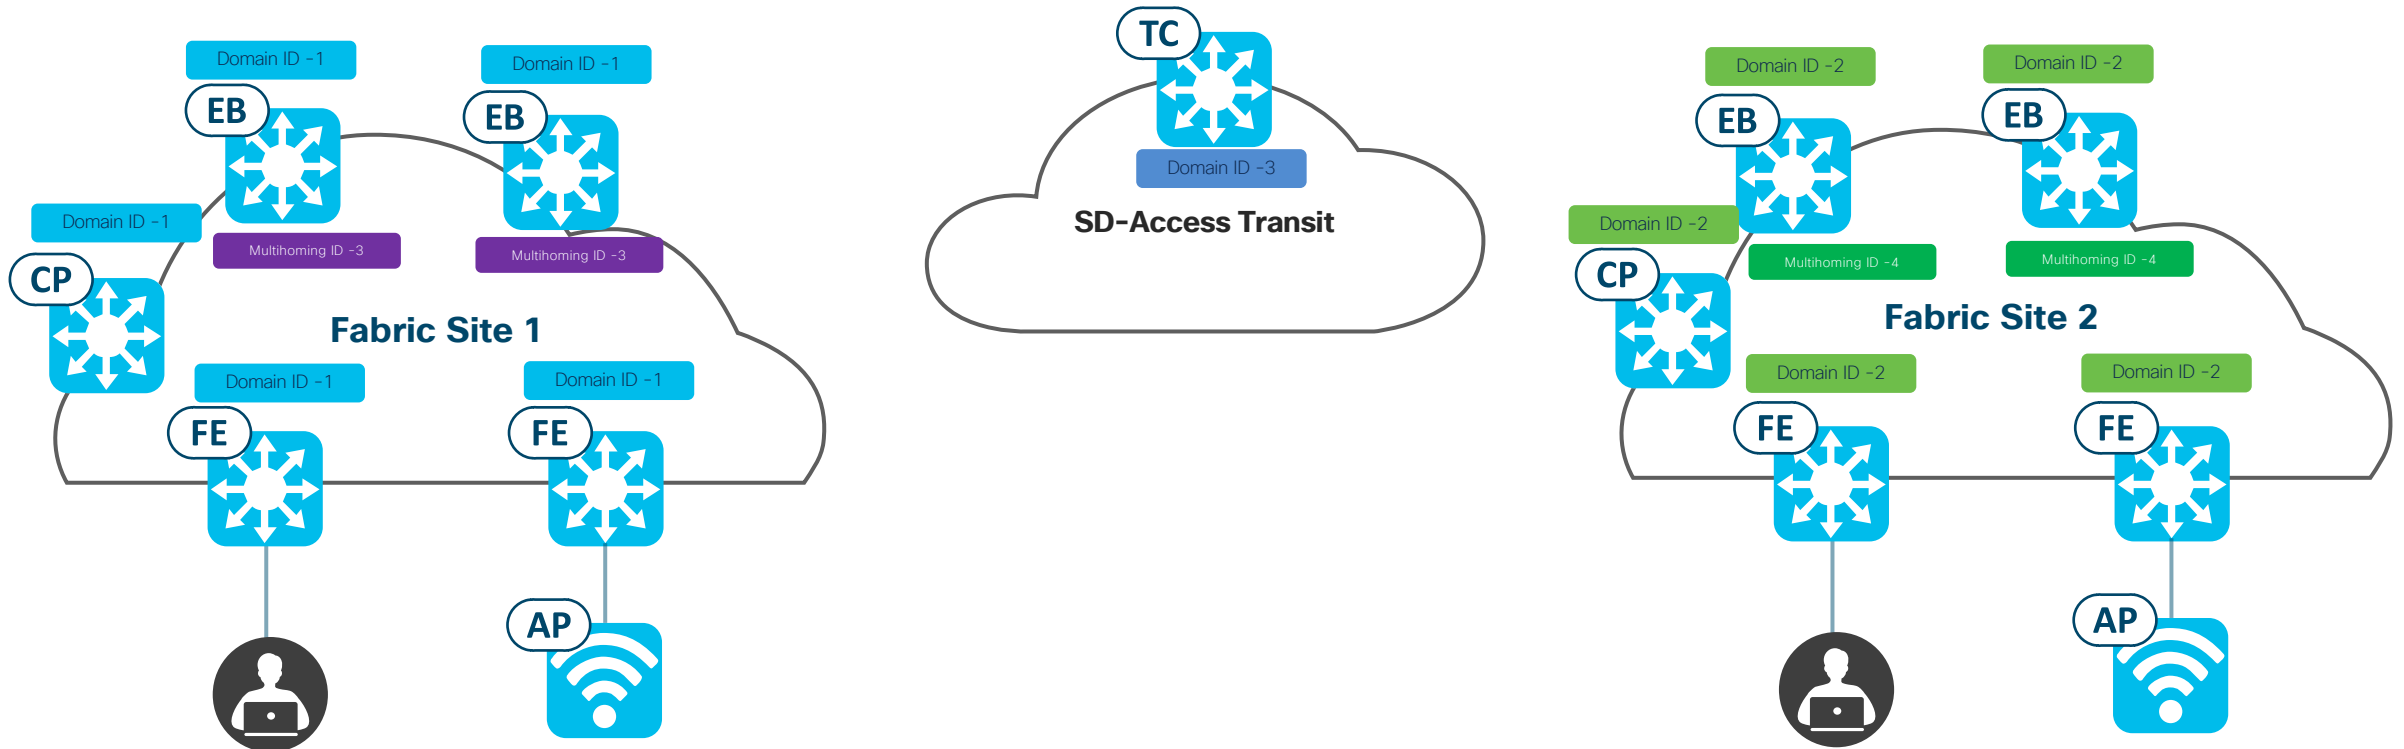 Domain ID -1
EB
Domain ID -1
EB
Domain ID -1
CP
Multihoming ID -3
Multihoming ID -3
Fabric Site 1
Domain ID -1
FE
Domain ID -1
FE
AP
TC
Domain ID -3
SD-Access Transit
Domain ID -2
EB
Domain ID -2
EB
Domain ID -2
CP
Multihoming ID -4
Multihoming ID -4
Fabric Site 2
Domain ID -2
FE
Domain ID -2
FE
AP